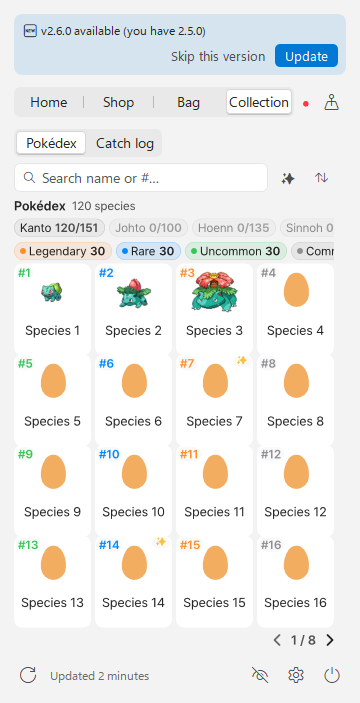 NEW v2.6.0 available (you have 2.5.0)
Skip this version Update
Home Shop Bag Collection
Pokédex Catch log
Search name or #...
Pokédex 120 species
Kanto 120/151 Johto 0/100 Hoenn 0/135 Sinnoh 0
Legendary 30 Rare 30 Uncommon 30 Comm
#1 #2 #3 #4
Species 1 Species 2 Species 3 Species 4
#5 #6 #7 #8
Species 5 Species 6 Species 7 Species 8
#9 #10 #11 #12
Species 9 Species 10 Species 11 Species 12
#13 #14 #15 #16
Species 13 Species 14 Species 15 Species 16
1 / 8
Updated 2 minutes